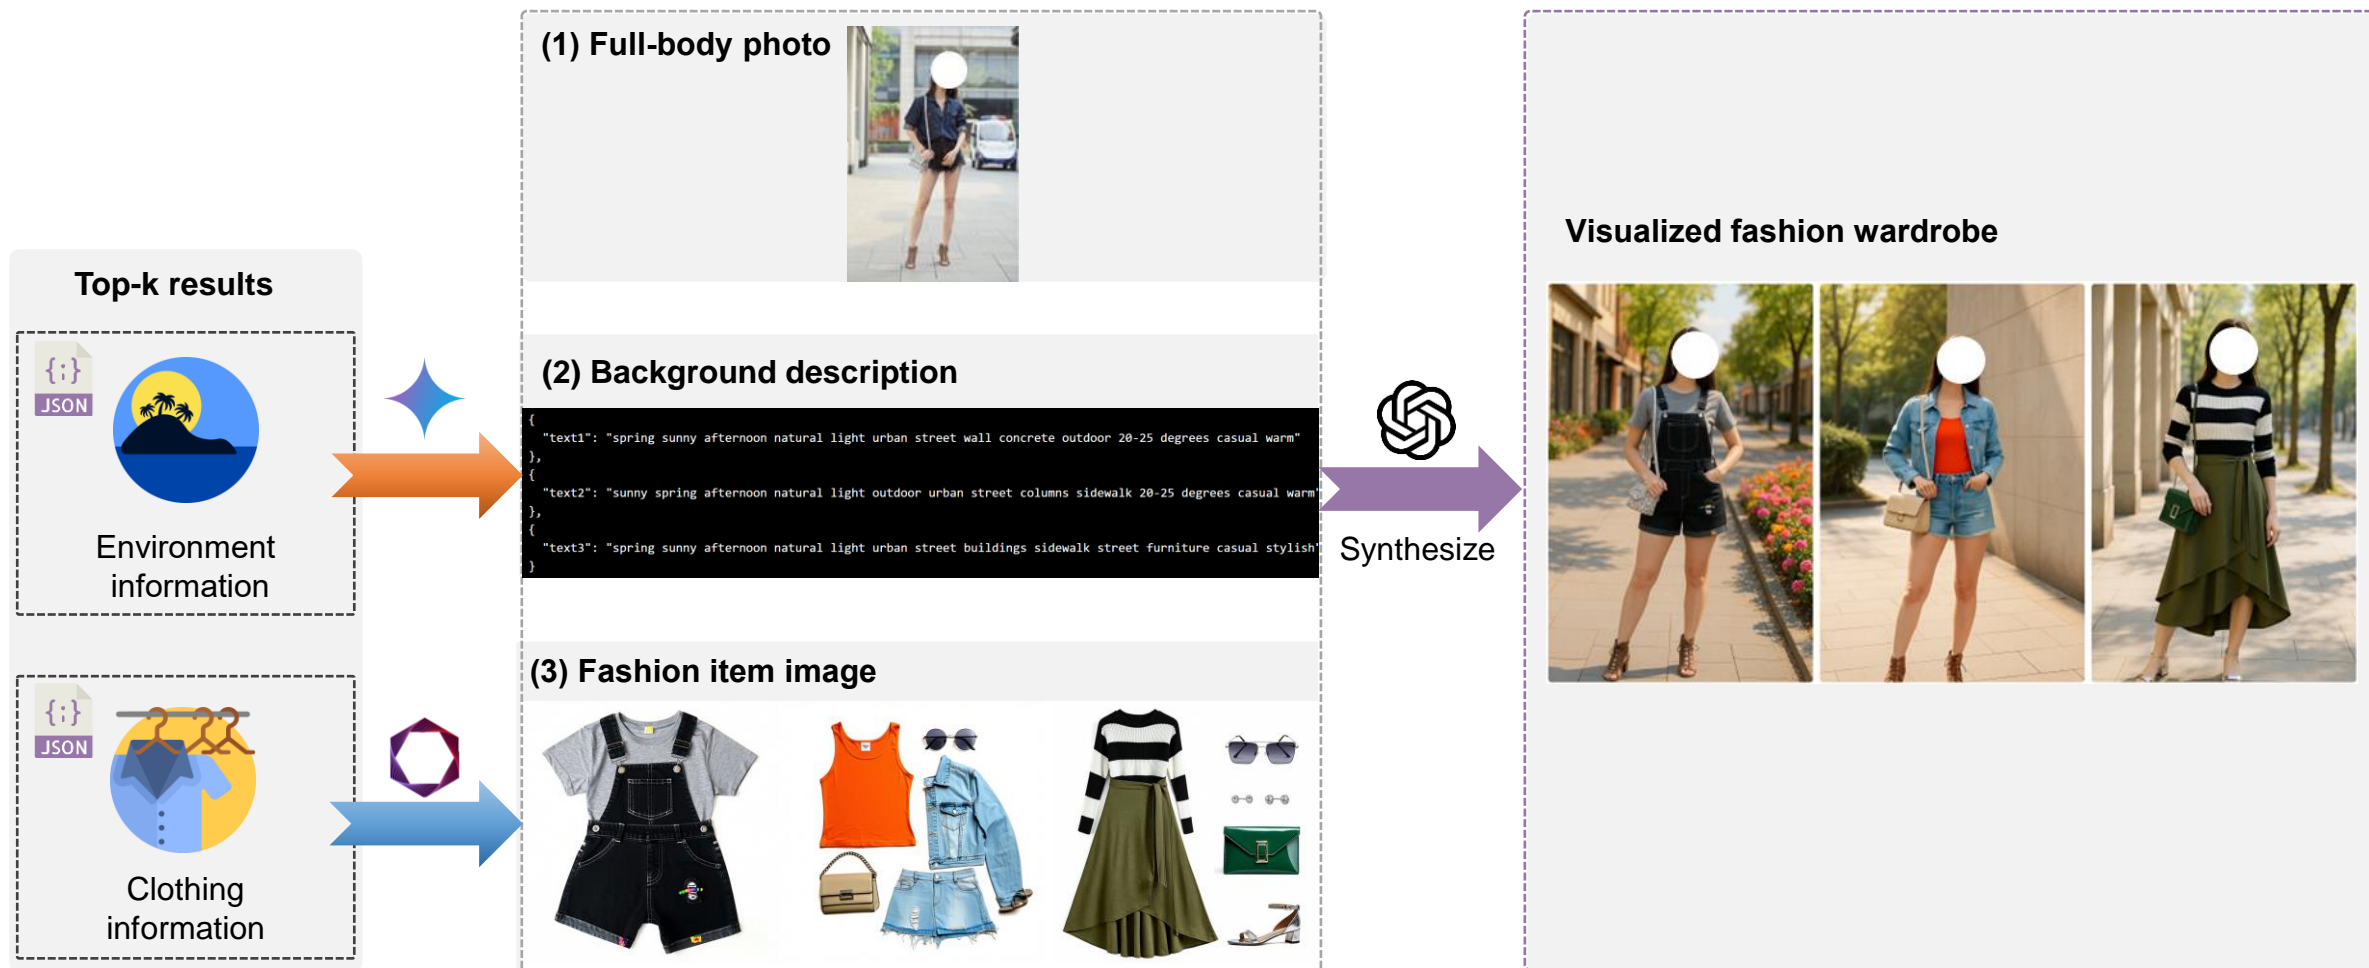 (1) Full-body photo
Top-k results
{;}
JSON
Environment
information
{;}
JSON
Clothing
information
(2) Background description
{
"text1": "spring sunny afternoon natural light urban street wall concrete outdoor 20-25 degrees casual warm"
},
{
"text2": "sunny spring afternoon natural light outdoor urban street columns sidewalk 20-25 degrees casual warm"
},
{
"text3": "spring sunny afternoon natural light urban street buildings sidewalk street furniture casual stylish"
}
(3) Fashion item image
Synthesize
Visualized fashion wardrobe